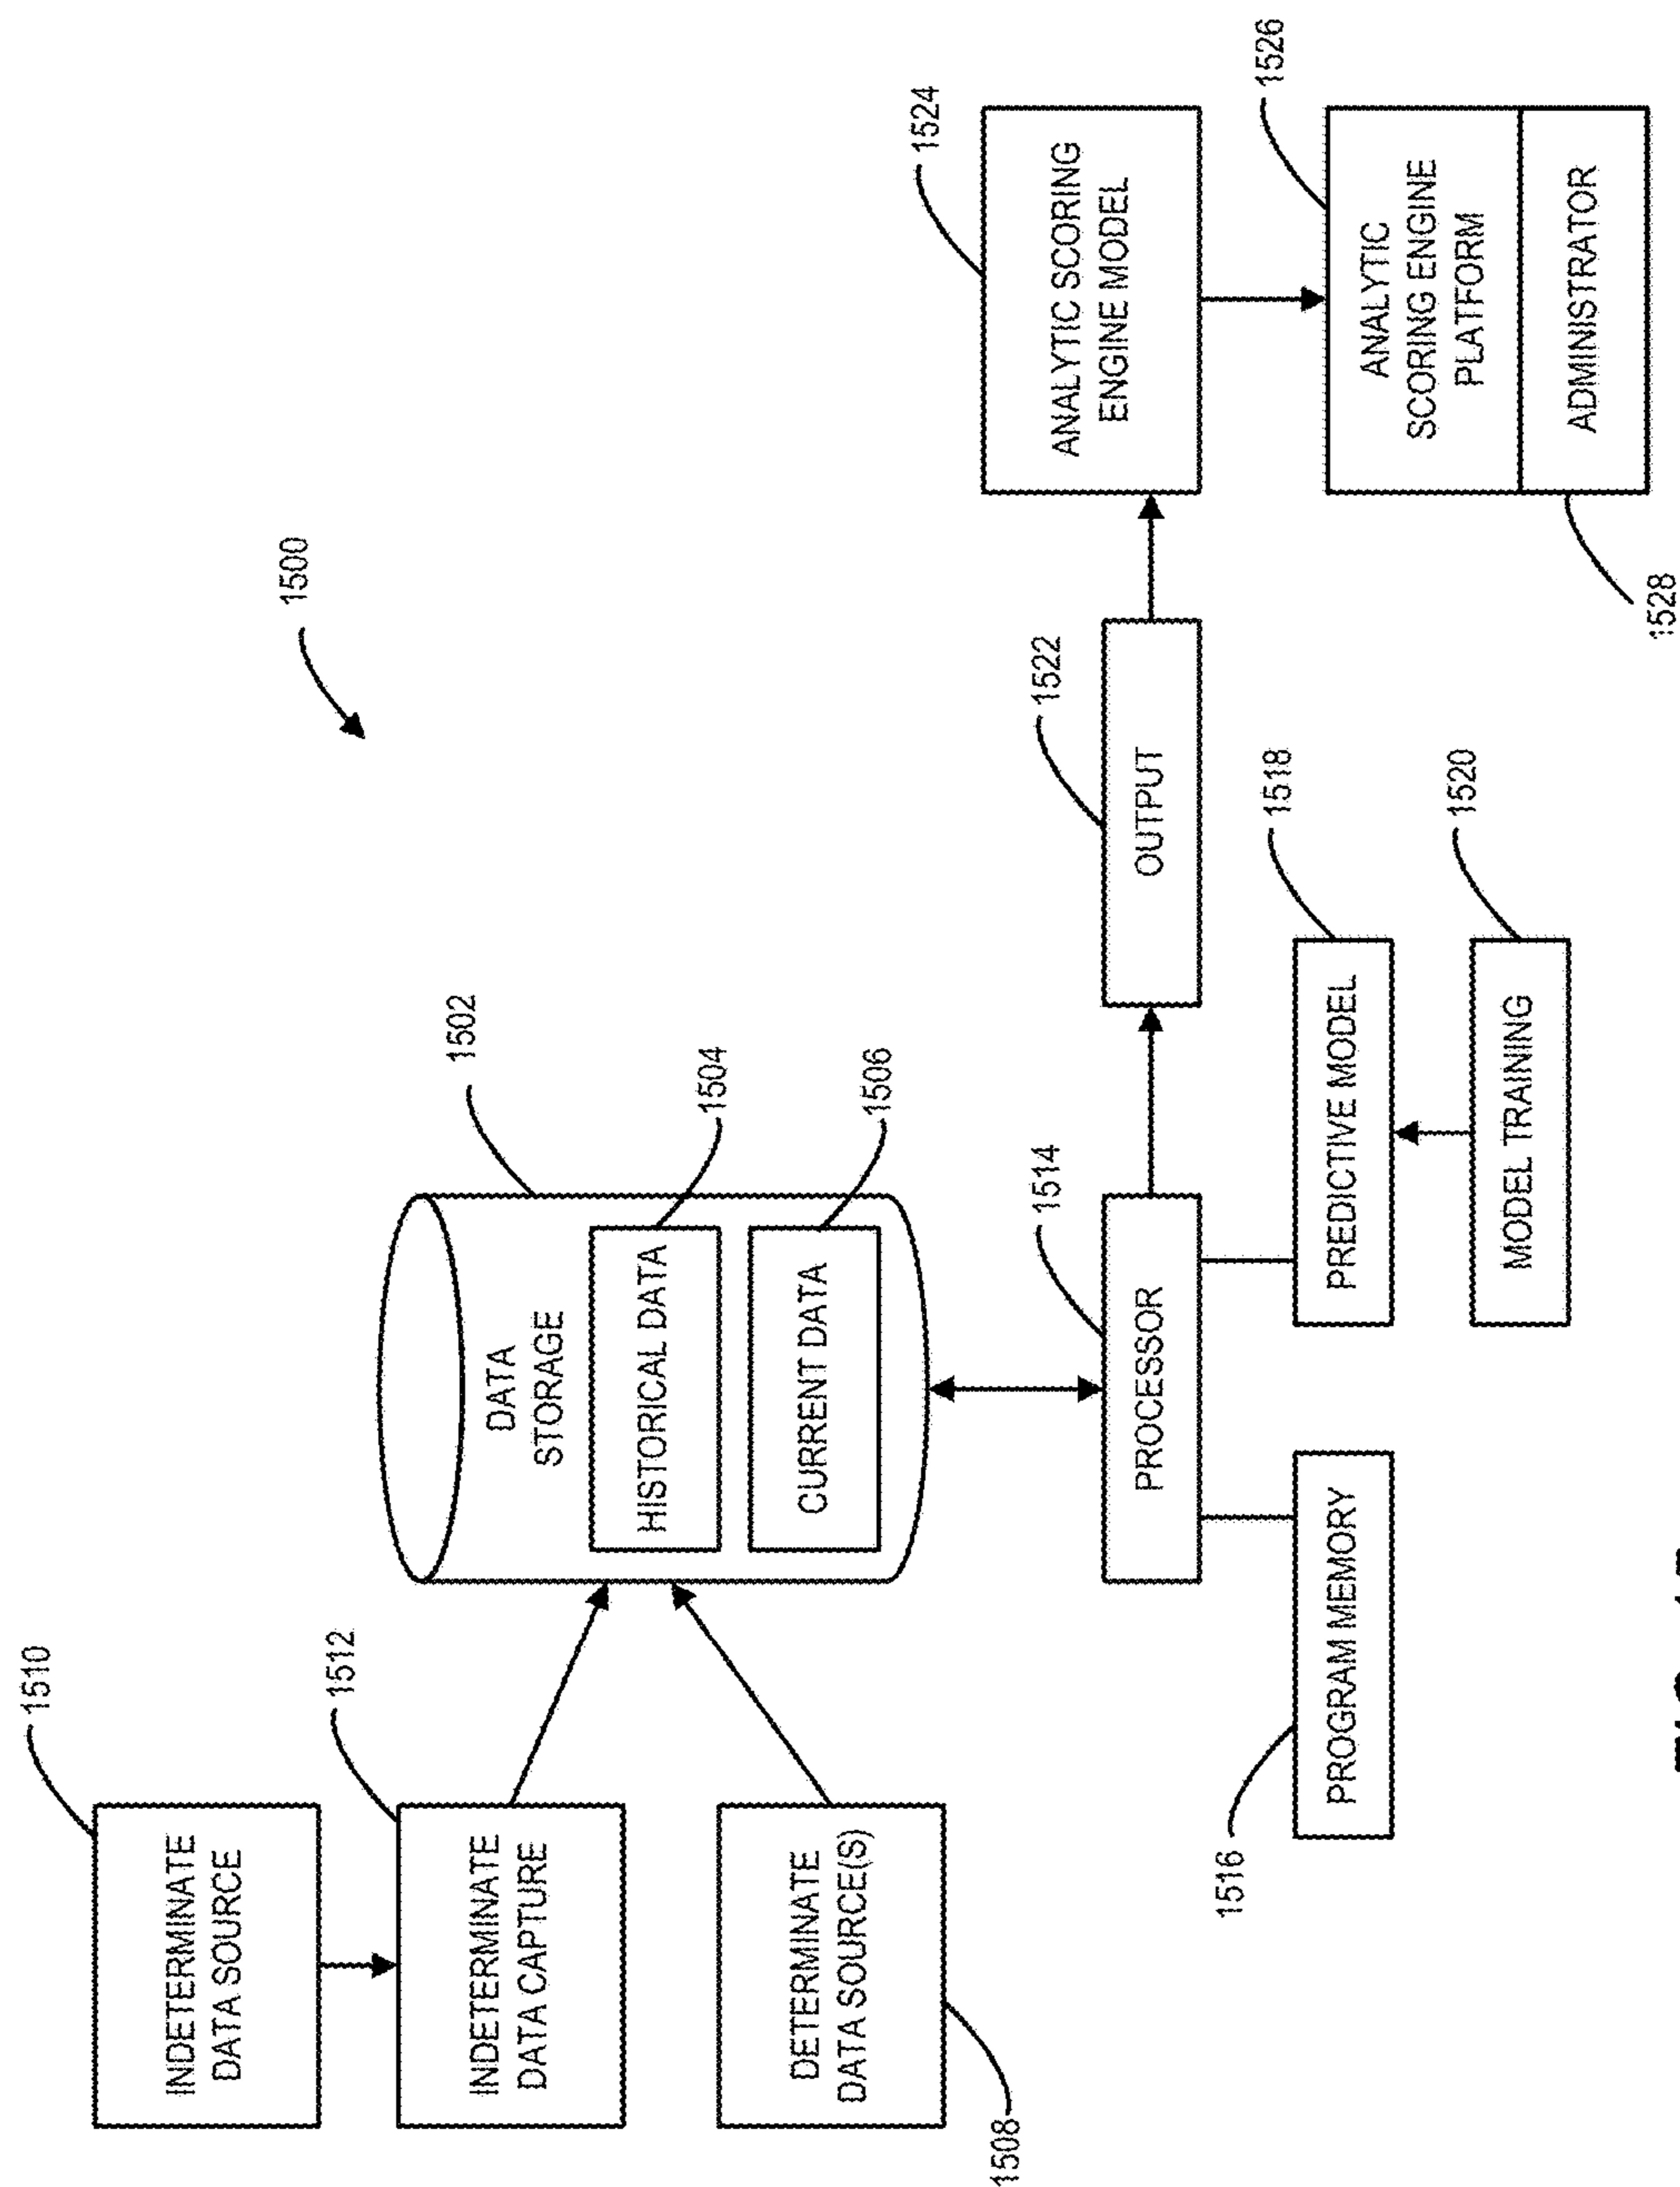 1500
1510
INDETERMINATE
DATA SOURCE
1512
INDETERMINATE
DATA CAPTURE
DETERMINATE
DATA SOURCE(S)
1508
1502
DATA
STORAGE
HISTORICAL DATA
1504
CURRENT DATA
1506
1514
PROCESSOR
1516
PROGRAM MEMORY
PREDICTIVE MODEL
1518
MODEL TRAINING
1520
OUTPUT
1522
1524
ANALYTIC SCORING
ENGINE MODEL
1526
ANALYTIC
SCORING ENGINE
PLATFORM
ADMINISTRATOR
1528